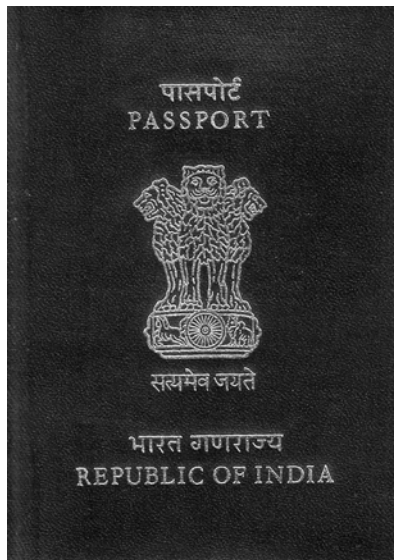 पासपोर्ट
PASSPORT
सत्यमेव जयते
भारत गणराज्य
REPUBLIC OF INDIA